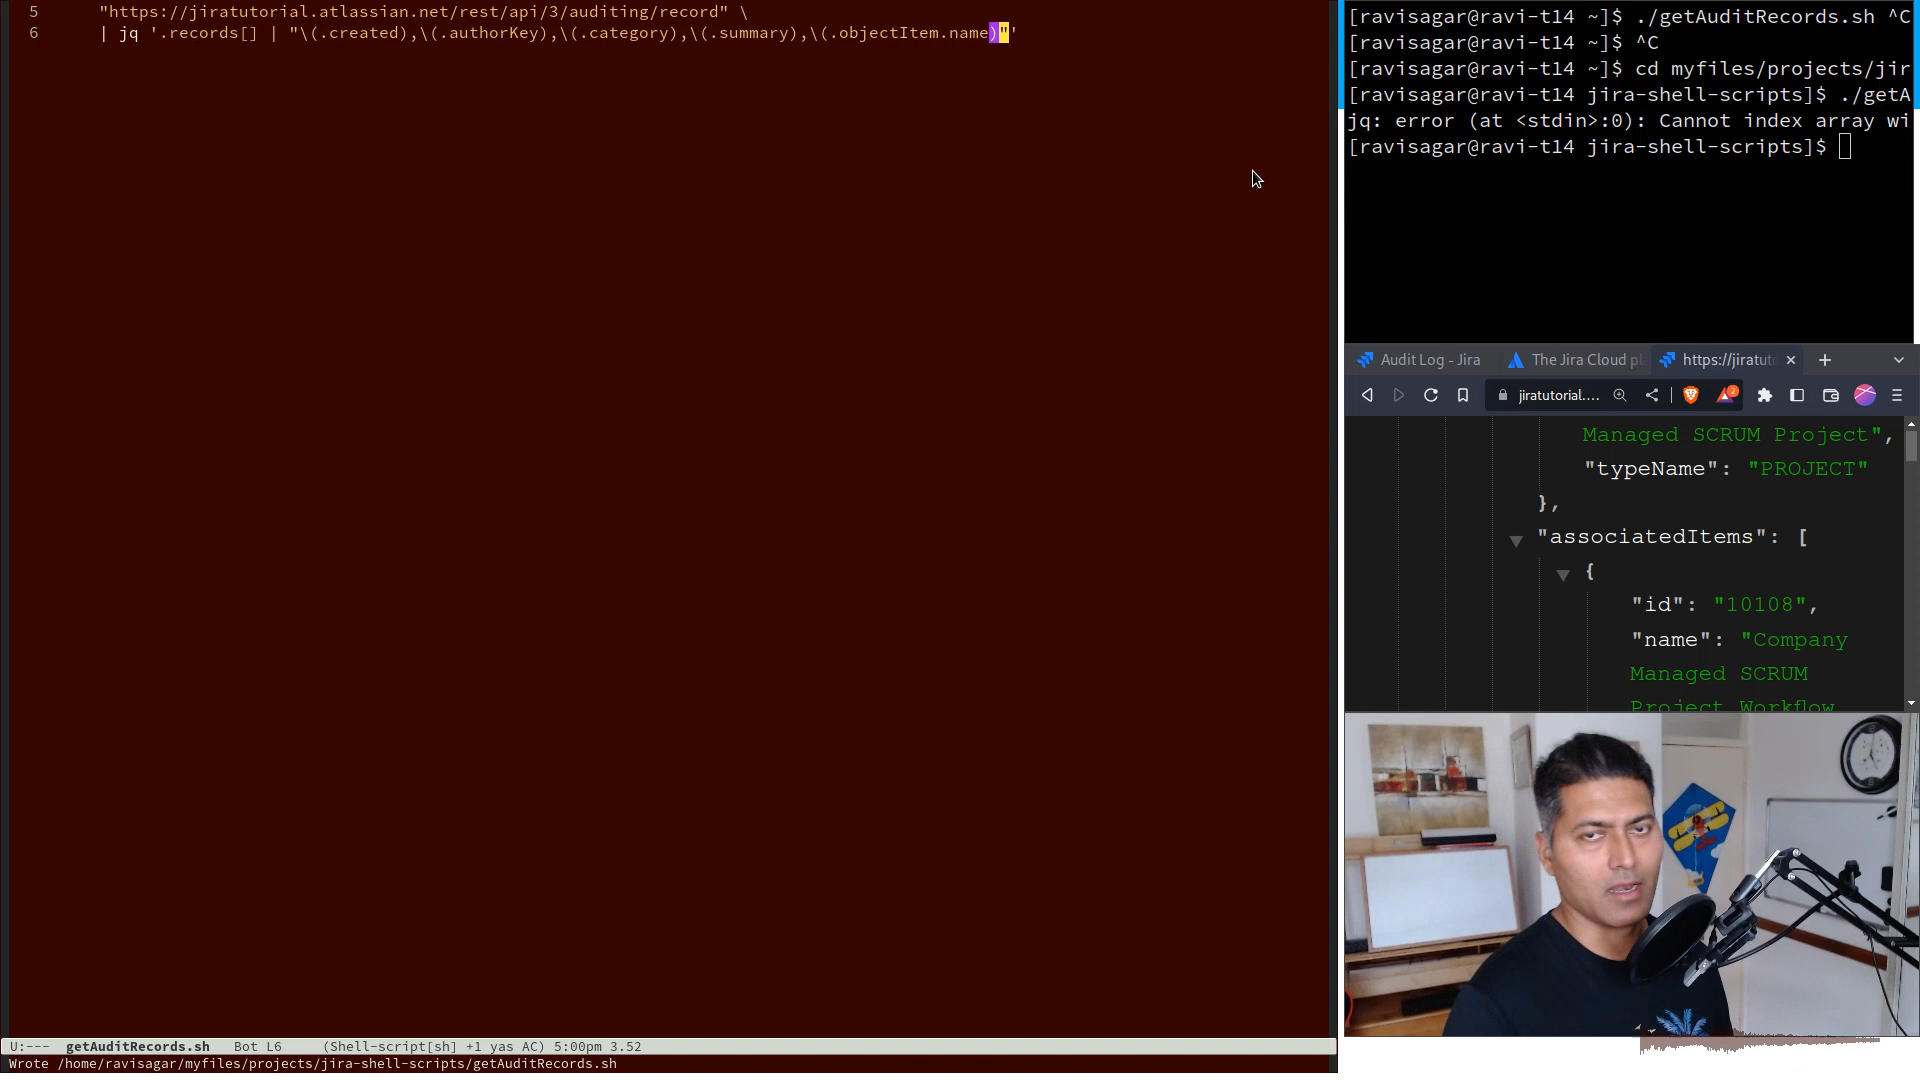 5 "https://jiratutorial.atlassian.net/rest/api/3/auditing/record" \
6 | jq '.records[] | "\(.created),\(.authorKey),\(.category),\(.summary),\(.objectItem.name)"'
U:--- getAuditRecords.sh Bot L6 (Shell-script[sh] +1 yas AC) 5:00pm 3.52
Wrote /home/ravisagar/myfiles/projects/jira-shell-scripts/getAuditRecords.sh
[ravisagar@ravi-t14 ~]$ ./getAuditRecords.sh ^C
[ravisagar@ravi-t14 ~]$ ^C
[ravisagar@ravi-t14 ~]$ cd myfiles/projects/jir
[ravisagar@ravi-t14 jira-shell-scripts]$ ./getA
jq: error (at <stdin>:0): Cannot index array wi
[ravisagar@ravi-t14 jira-shell-scripts]$
Audit Log - Jira The Jira Cloud pl https://jiratut
jiratutorial.... 2
Managed SCRUM Project",
"typeName": "PROJECT"
},
"associatedItems": [
{
"id": "10108",
"name": "Company
Managed SCRUM
Project Workflow